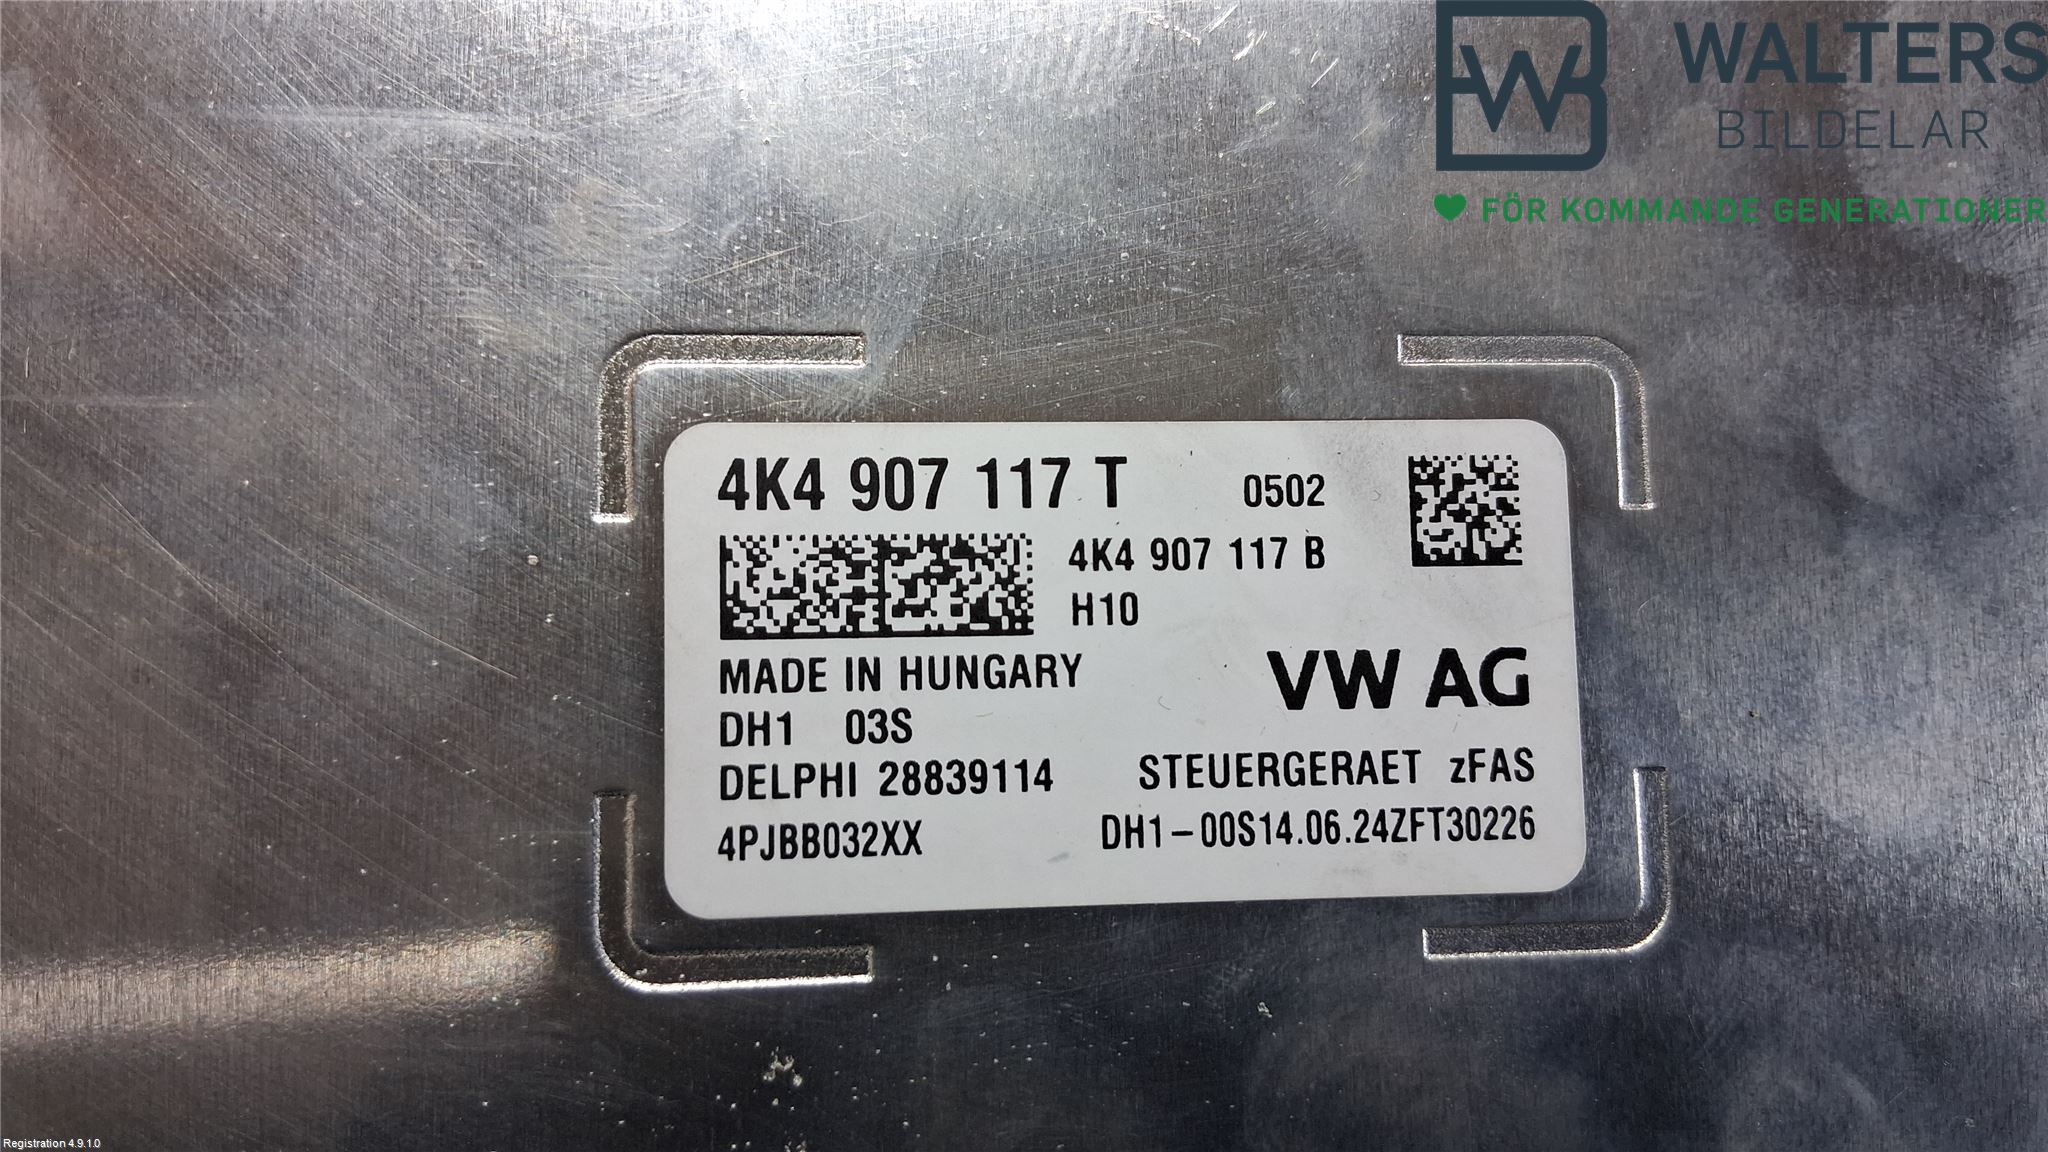 WALTERS
BILDELAR
FÖR KOMMANDE GENERATIONER
4K4 907 117 T 0502
4K4 907 117 B
H10
MADE IN HUNGARY
VW AG
DH1 03S
DELPHI 28839114 STEUERGERAET zFAS
4PJBB032XX DH1-00S14.06.24ZFT30226
Registration 4.9.1.0